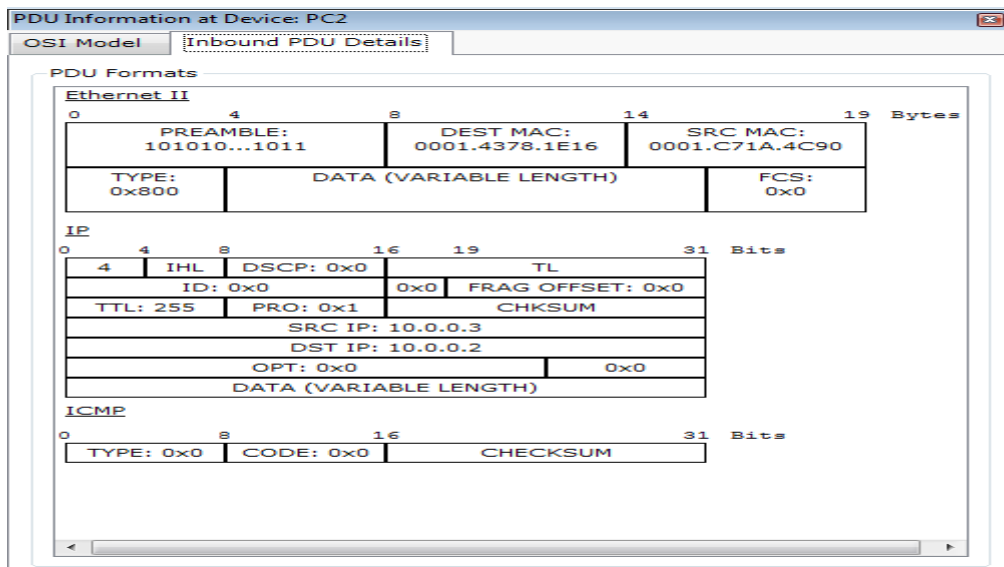 PDU Information at Device: PC2
OSI Model Inbound PDU Details
PDU Formats
Ethernet II
0 4 8 14 19 Bytes
PREAMBLE: DEST MAC: SRC MAC:
101010...1011 0001.4378.1E16 0001.C71A.4C90
TYPE: DATA (VARIABLE LENGTH) FCS:
0x800 0x0
IP
0 4 8 16 19 31 Bits
4 IHL DSCP: 0x0 TL
ID: 0x0 0x0 FRAG OFFSET: 0x0
TTL: 255 PRO: 0x1 CHKSUM
SRC IP: 10.0.0.3
DST IP: 10.0.0.2
OPT: 0x0 0x0
DATA (VARIABLE LENGTH)
ICMP
0 8 16 31 Bits
TYPE: 0x0 CODE: 0x0 CHECKSUM